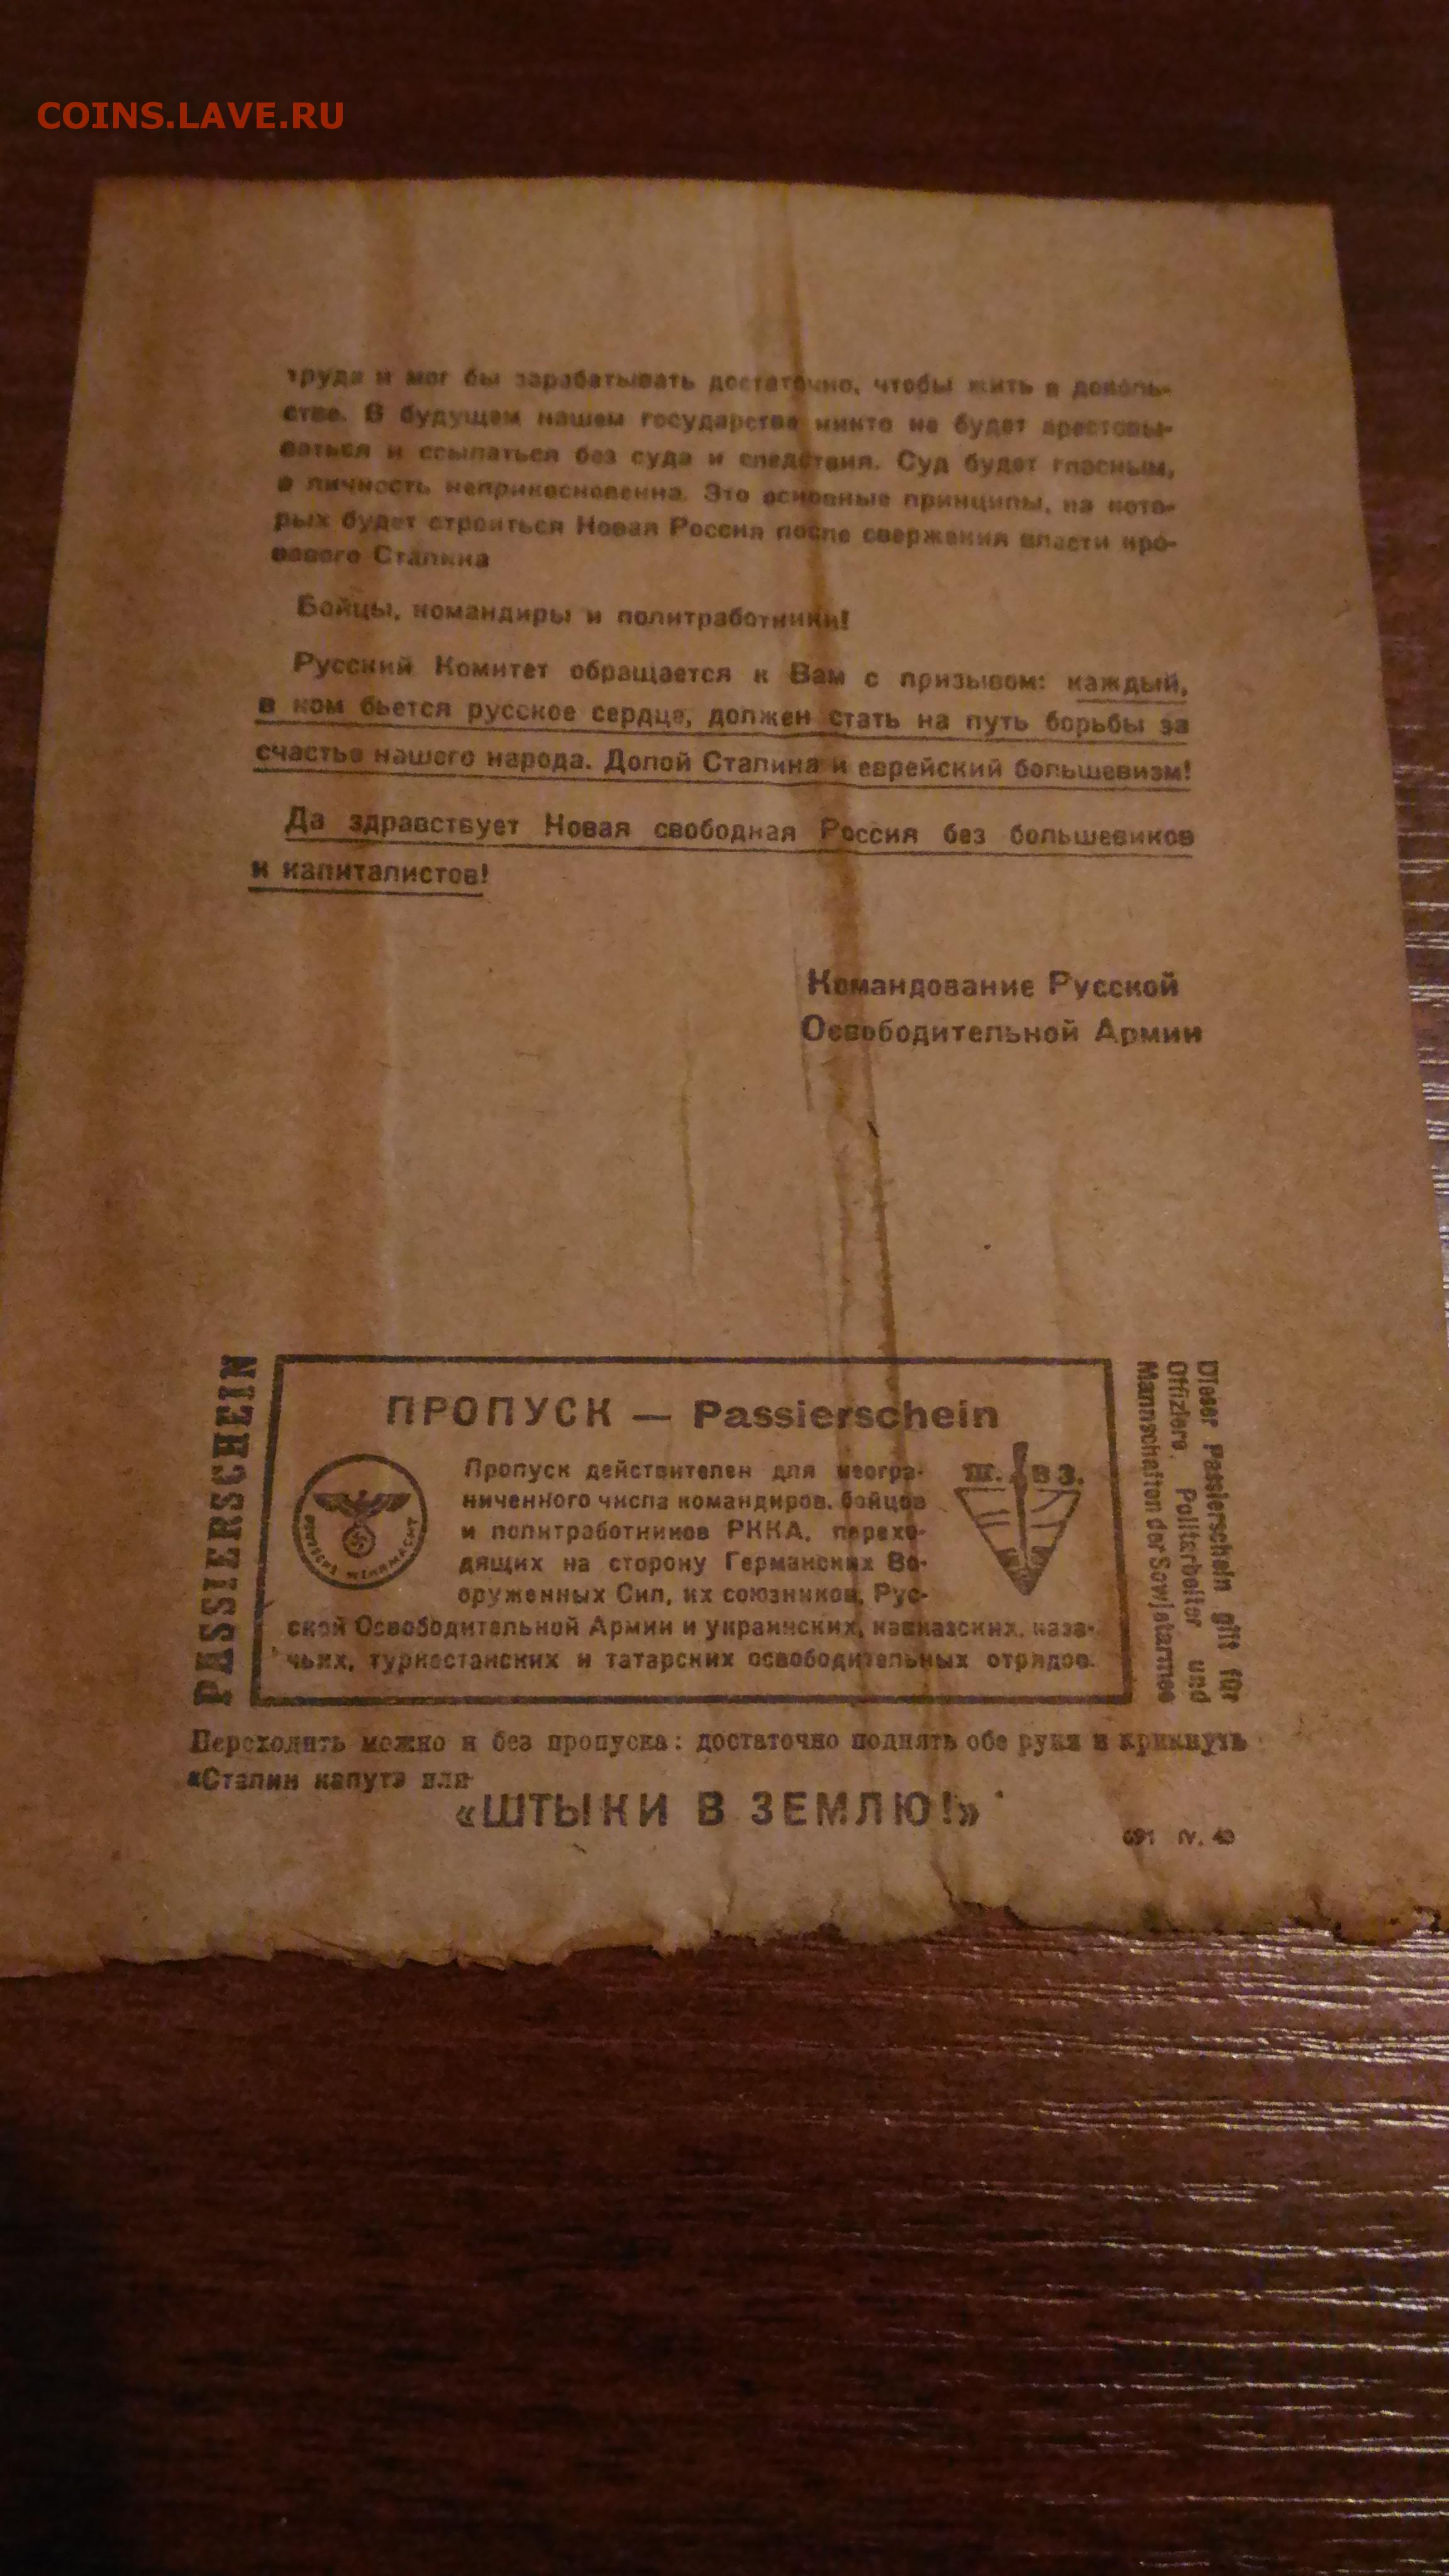 COINS.LAVE.RU
труда и мог бы зарабатывать достаточно, чтобы жить в доволь-
стве. В будущем нашем государстве никто не будет арестовы-
ваться и ссылаться без суда и следствия. Суд будет гласным,
а личность неприкосновенна. Это основные принципы, на кото-
рых будет строиться Новая Россия после свержения власти кро-
вавого Сталина
Бойцы, командиры и политработники!
Русский Комитет обращается к Вам с призывом: каждый,
в ком бьется русское сердце, должен стать на путь борьбы за
счастье нашего народа. Долой Сталина и еврейский большевизм!
Да здравствует Новая свободная Россия без большевиков
и капиталистов!
Командование Русской
Освободительной Армии
PASSIERSCHEIN
ПРОПУСК — Passierschein
Пропуск действителен для неогра-
ниченного числа командиров, бойцов
и политработников РККА, перехо-
дящих на сторону Германских Во-
оруженных Сил, их союзников, Рус-
ской Освободительной Армии и украинских, кавказских, каза-
чьих, туркестанских и татарских освободительных отрядов.
DEUTSCHE WEHRMACHT
Ш. В З.
Dieser Passierschein gilt für
Offiziere, Politarbeiter und
Mannschaften der Sowjetarmee
Переходить можно и без пропуска: достаточно поднять обе руки и крикнуть
«Сталин капут» или
«ШТЫКИ В ЗЕМЛЮ!»
691 IV. 43